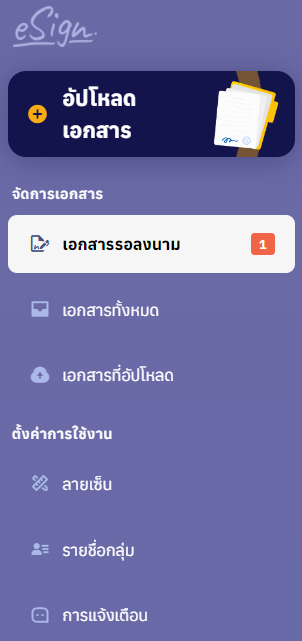 eSign.
อัปโหลด
เอกสาร
จัดการเอกสาร
เอกสารรอลงนาม 1
เอกสารทั้งหมด
เอกสารที่อัปโหลด
ตั้งค่าการใช้งาน
ลายเซ็น
รายชื่อกลุ่ม
การแจ้งเตือน